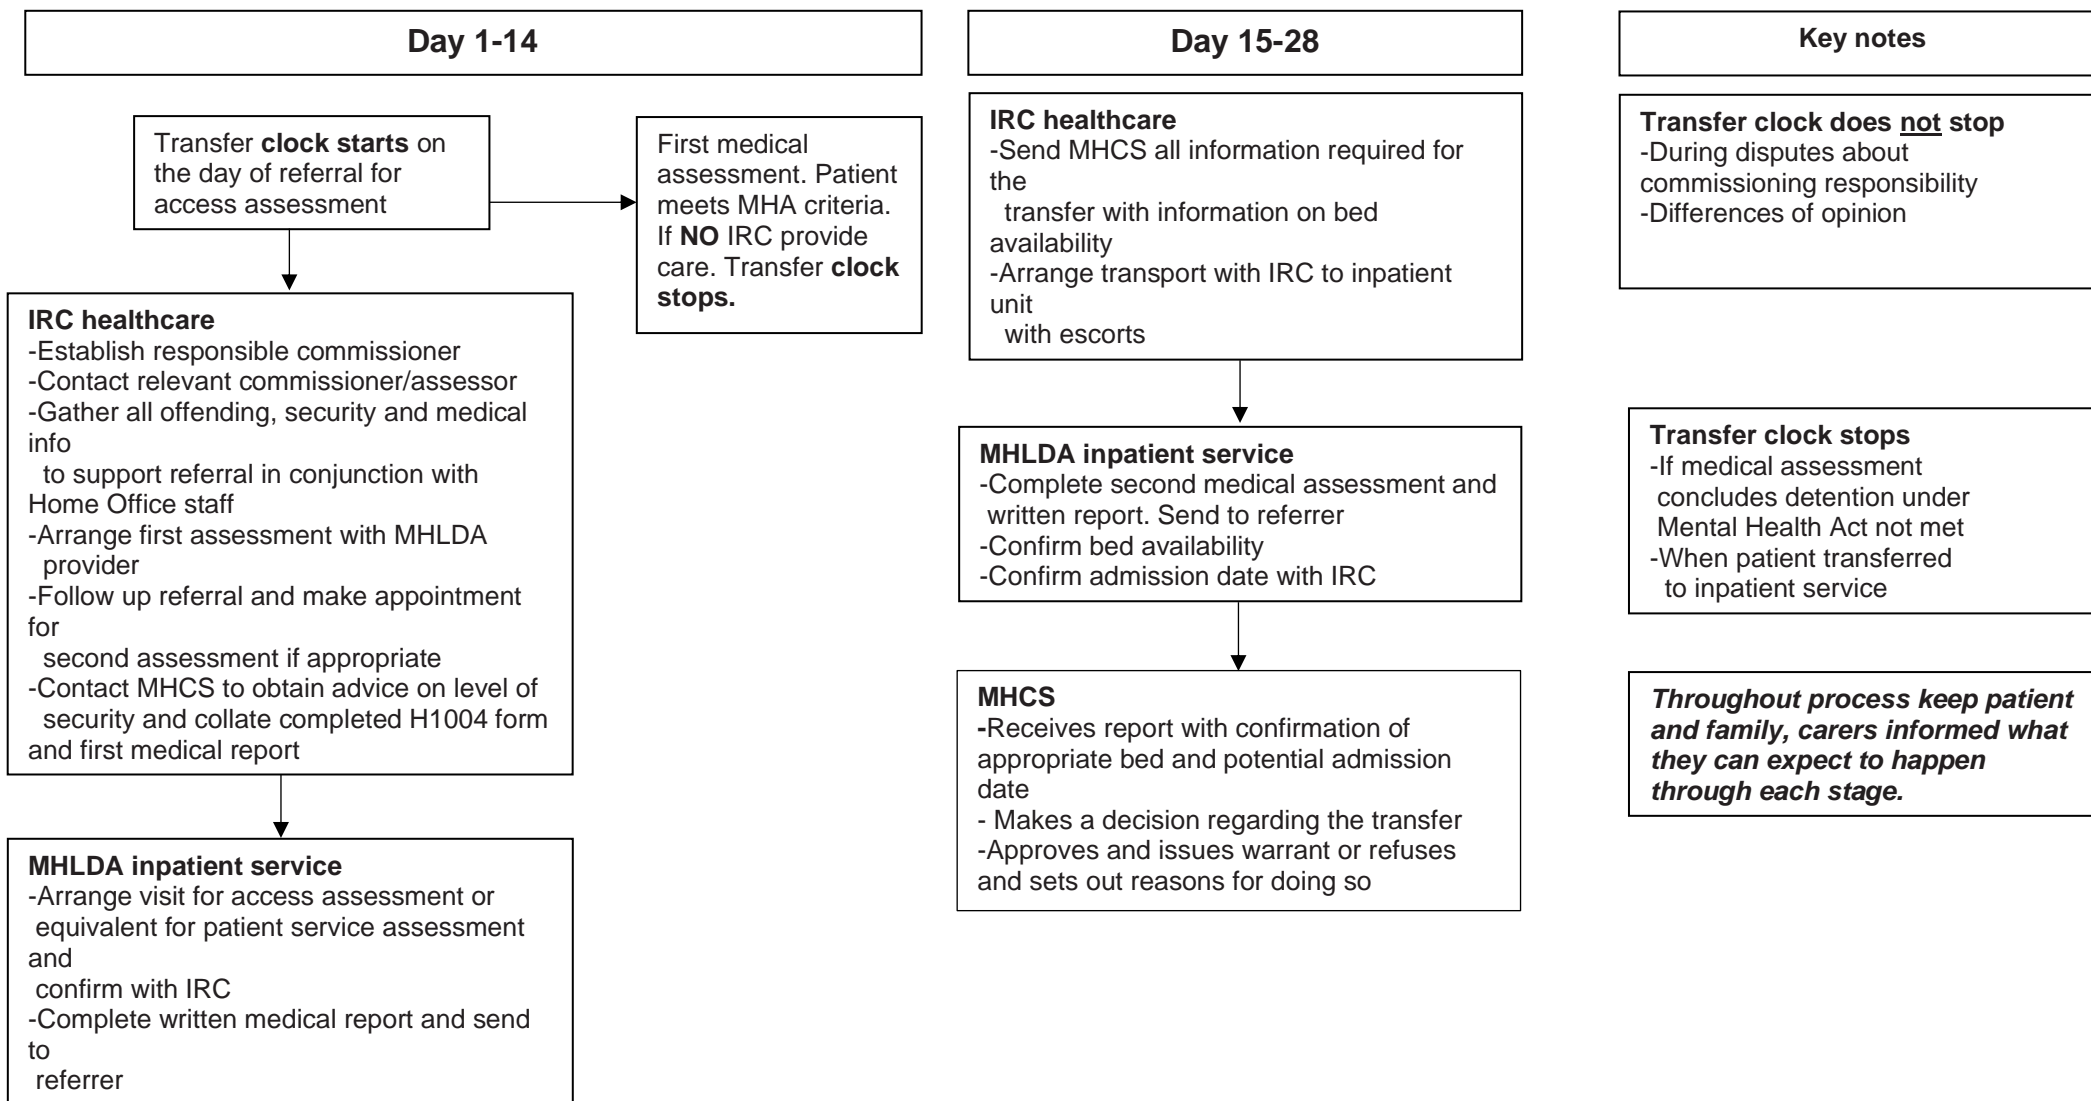 Day 1-14
Transfer clock starts on
the day of referral for
access assessment
First medical
assessment. Patient
meets MHA criteria.
If NO IRC provide
care. Transfer clock
stops.
IRC healthcare
-Establish responsible commissioner
-Contact relevant commissioner/assessor
-Gather all offending, security and medical
info
to support referral in conjunction with
Home Office staff
-Arrange first assessment with MHLDA
provider
-Follow up referral and make appointment
for
second assessment if appropriate
-Contact MHCS to obtain advice on level of
security and collate completed H1004 form
and first medical report
MHLDA inpatient service
-Arrange visit for access assessment or
equivalent for patient service assessment
and
confirm with IRC
-Complete written medical report and send
to
referrer
Day 15-28
IRC healthcare
-Send MHCS all information required for
the
transfer with information on bed
availability
-Arrange transport with IRC to inpatient
unit
with escorts
MHLDA inpatient service
-Complete second medical assessment and
written report. Send to referrer
-Confirm bed availability
-Confirm admission date with IRC
MHCS
-Receives report with confirmation of
appropriate bed and potential admission
date
- Makes a decision regarding the transfer
-Approves and issues warrant or refuses
and sets out reasons for doing so
Key notes
Transfer clock does not stop
-During disputes about
commissioning responsibility
-Differences of opinion
Transfer clock stops
-If medical assessment
concludes detention under
Mental Health Act not met
-When patient transferred
to inpatient service
Throughout process keep patient
and family, carers informed what
they can expect to happen
through each stage.